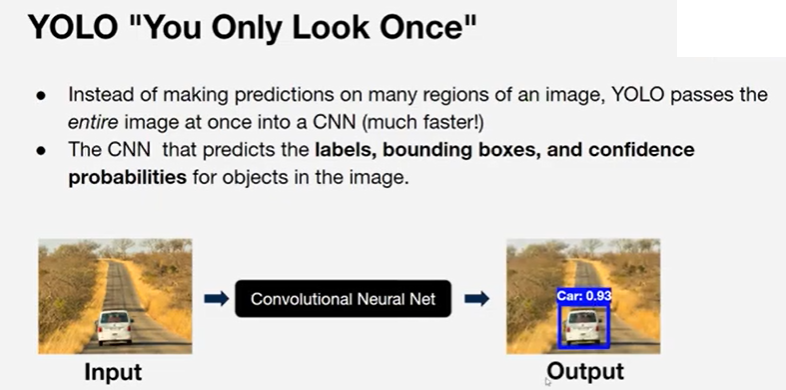 YOLO "You Only Look Once"
● Instead of making predictions on many regions of an image, YOLO passes the
entire image at once into a CNN (much faster!)
● The CNN that predicts the labels, bounding boxes, and confidence
probabilities for objects in the image.
Convolutional Neural Net
Car: 0.93
Input
Output